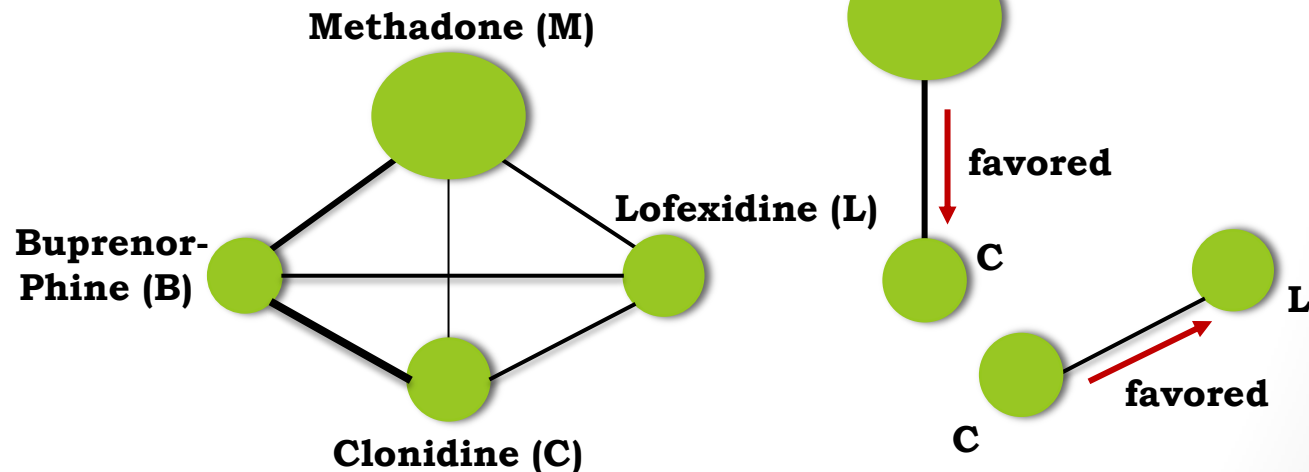 Methadone (M)
favored
Lofexidine (L)
Buprenor-
Phine (B)
C
L
favored
C
Clonidine (C)